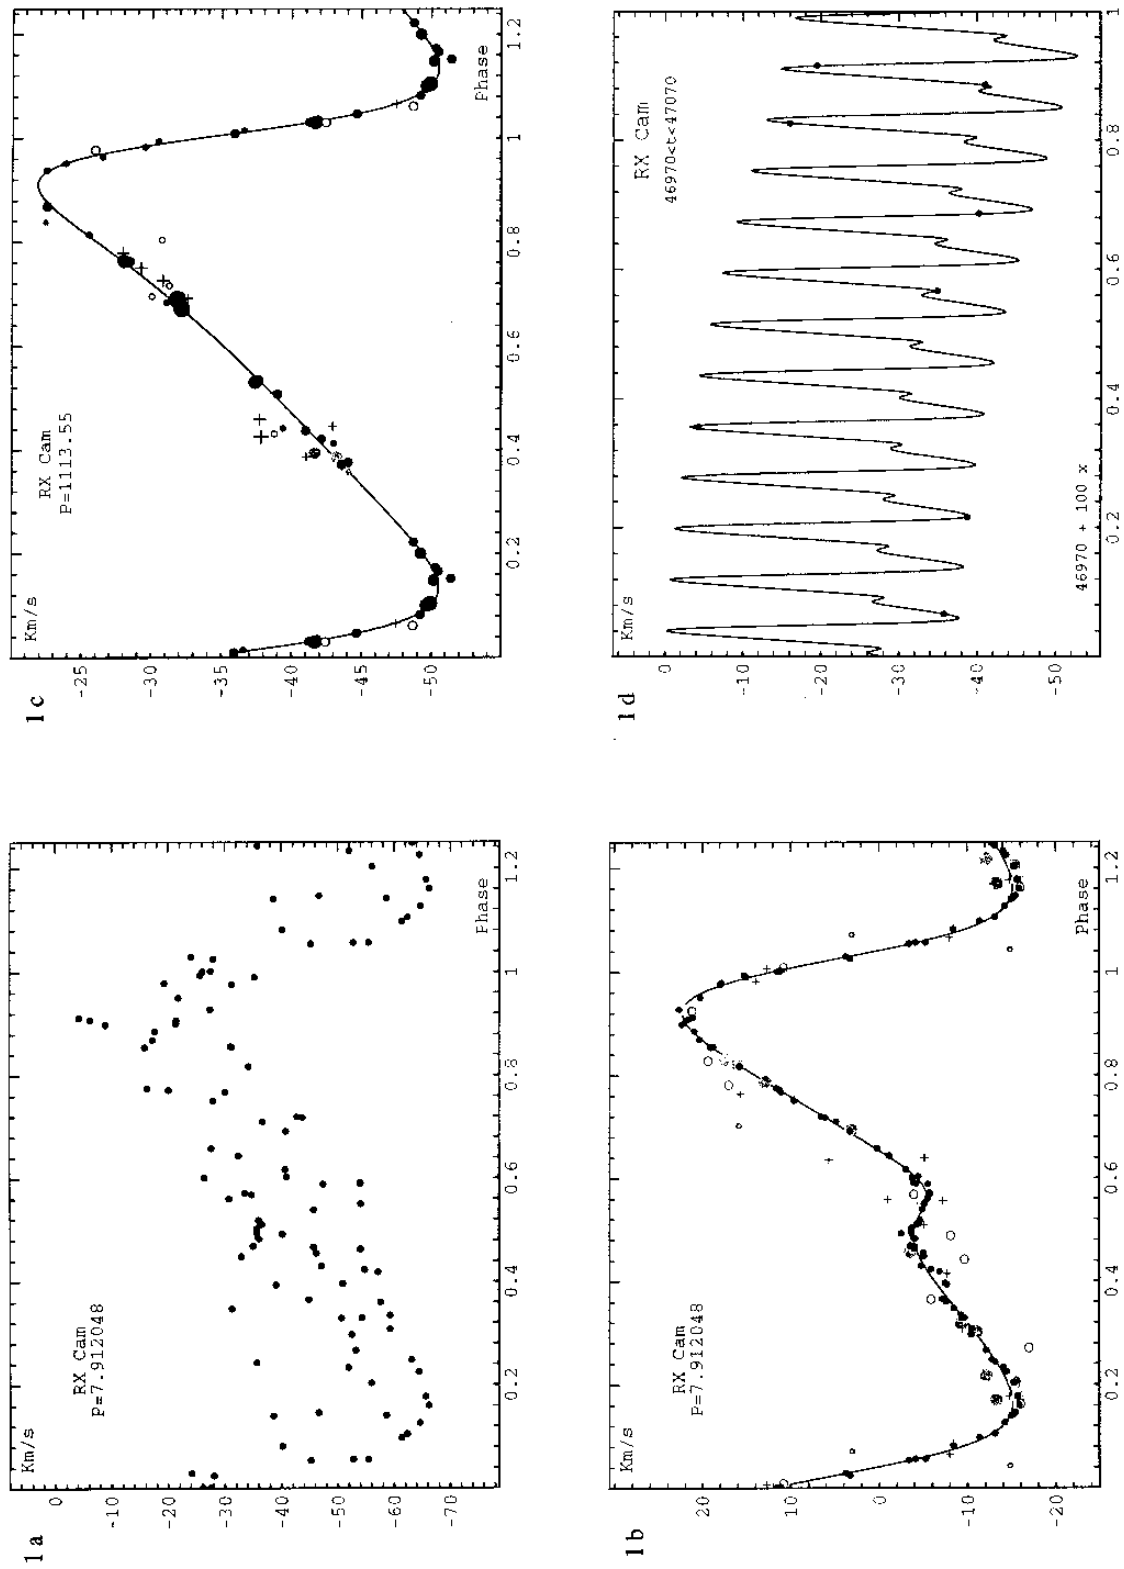 1a
Km/s
RX Cam
P=7.912048
0
-10
-20
-30
-40
-50
-60
-70
0.2 0.4 0.6 0.8 1 1.2
Phase
1c
Km/s
RX Cam
P=1113.55
-25
-30
-35
-40
-45
-50
0.2 0.4 0.6 0.8 1 1.2
Phase
1b
Km/s
RX Cam
P=7.912048
20
10
0
-10
-20
0.2 0.4 0.6 0.8 1 1.2
Phase
1d
Km/s
RX Cam
46970<t<47070
0
-10
-20
-30
-40
-50
46970 + 100 x
0.2 0.4 0.6 0.8 1